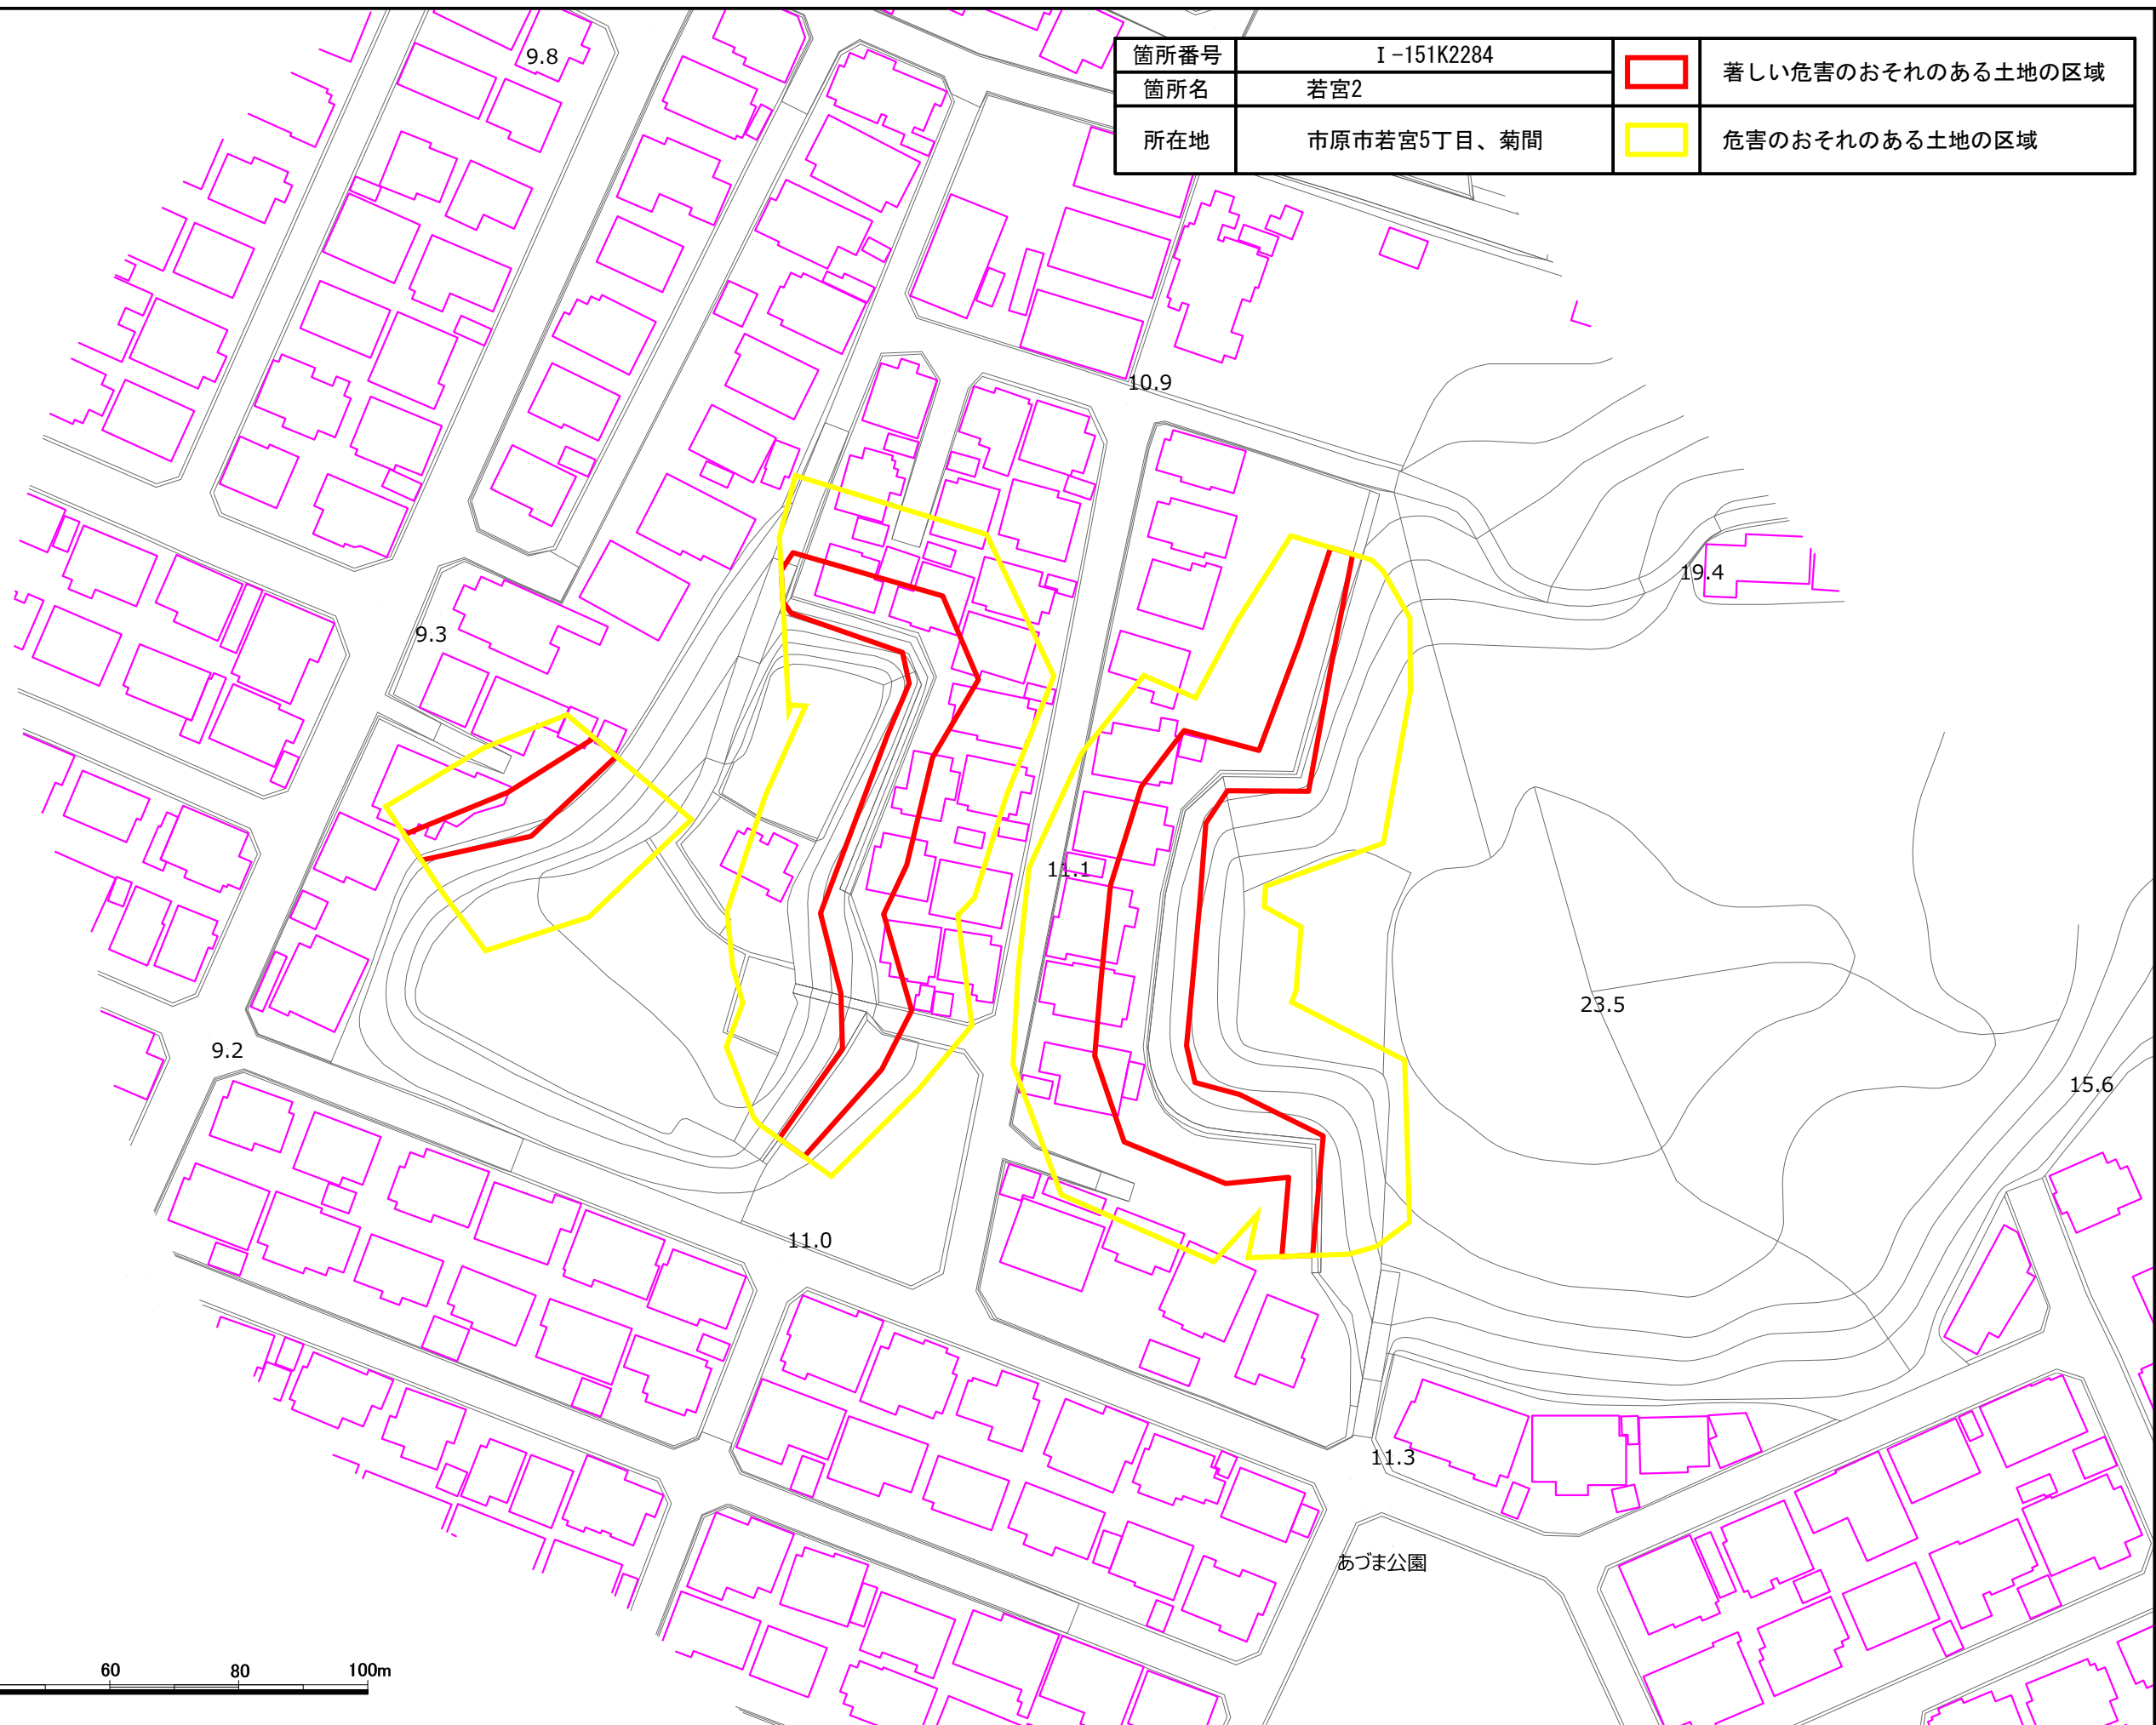 箇所番号 Ⅰ-151K2284
箇所名 若宮2
所在地 市原市若宮5丁目、菊間
著しい危害のおそれのある土地の区域
危害のおそれのある土地の区域
9.8
10.9
19.4
9.3
11.1
23.5
9.2
15.6
11.0
11.3
あづま公園
60 80 100m